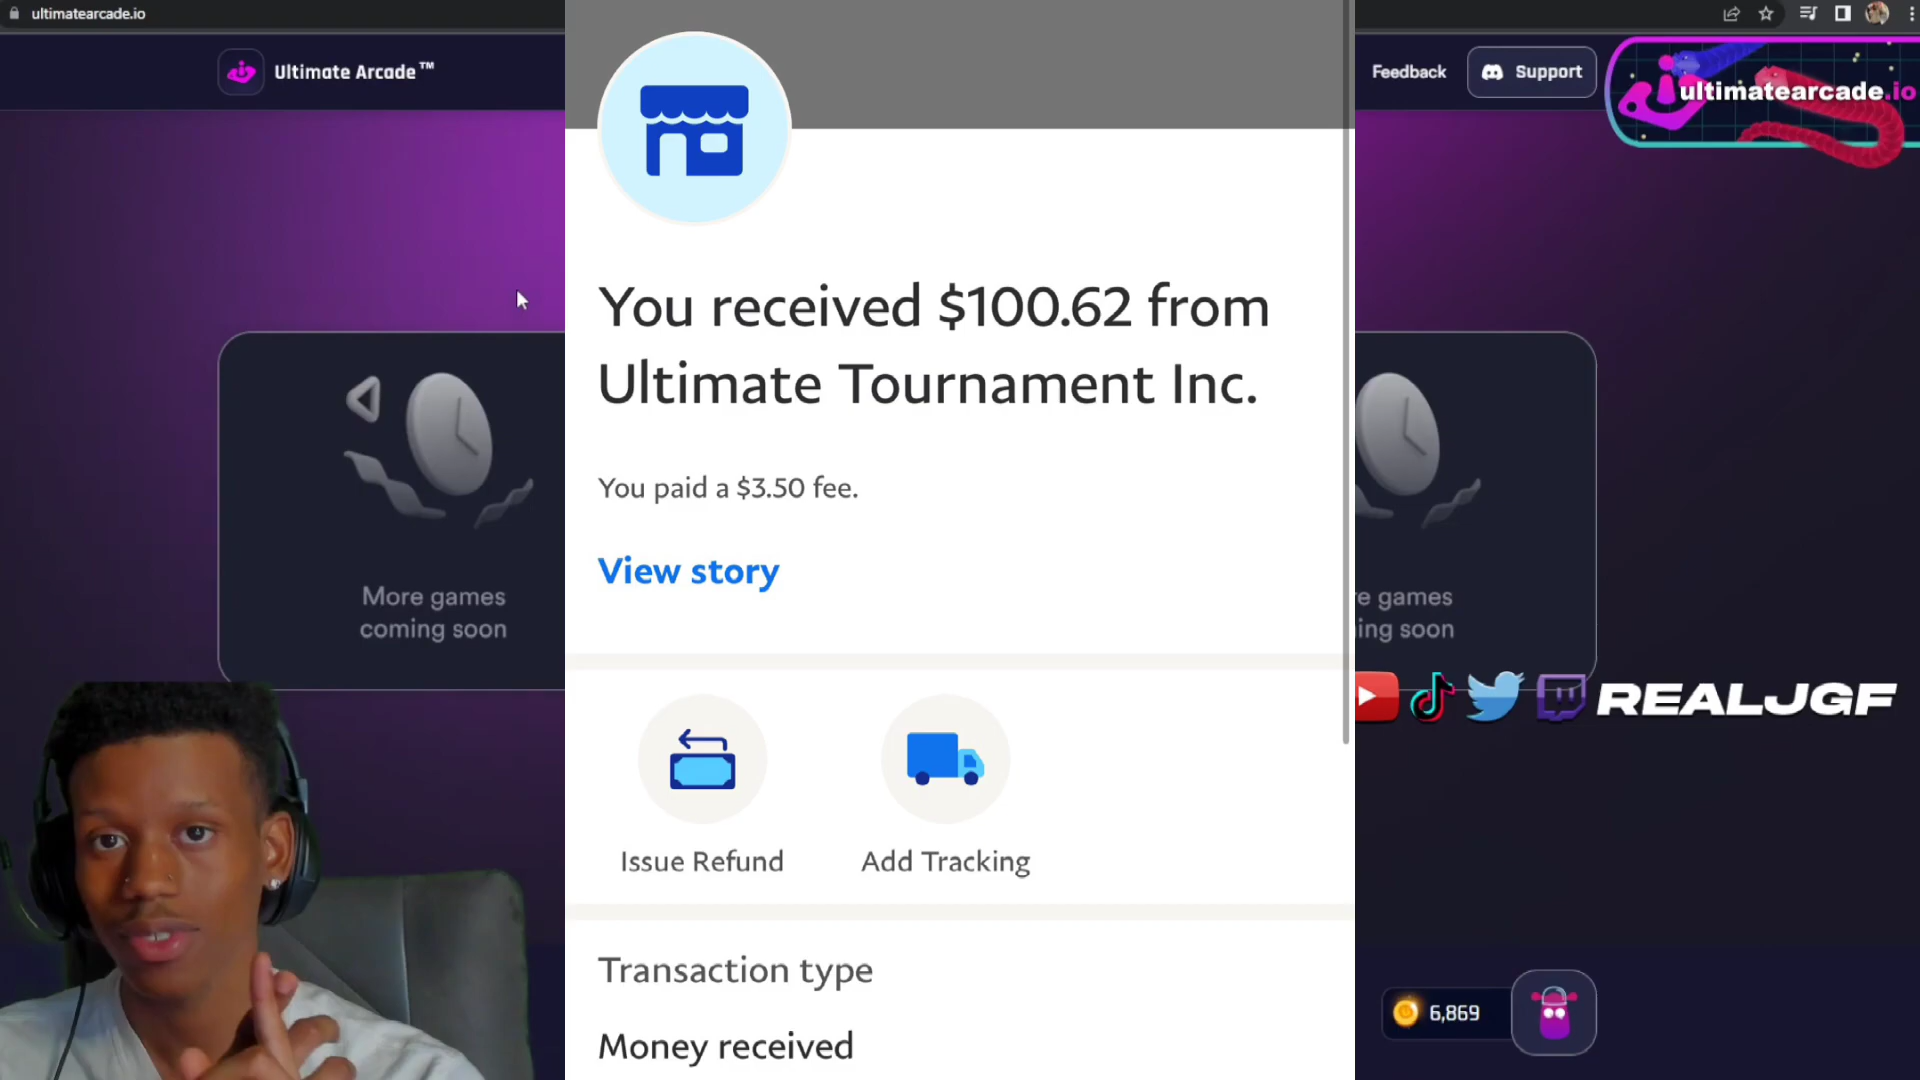 ultimatearcade.io
Ultimate Arcade™
Feedback
Support
ultimatearcade.io
You received $100.62 from
Ultimate Tournament Inc.
You paid a $3.50 fee.
View story
More games
coming soon
re games
ing soon
REALJGF
Issue Refund
Add Tracking
Transaction type
Money received
6,869